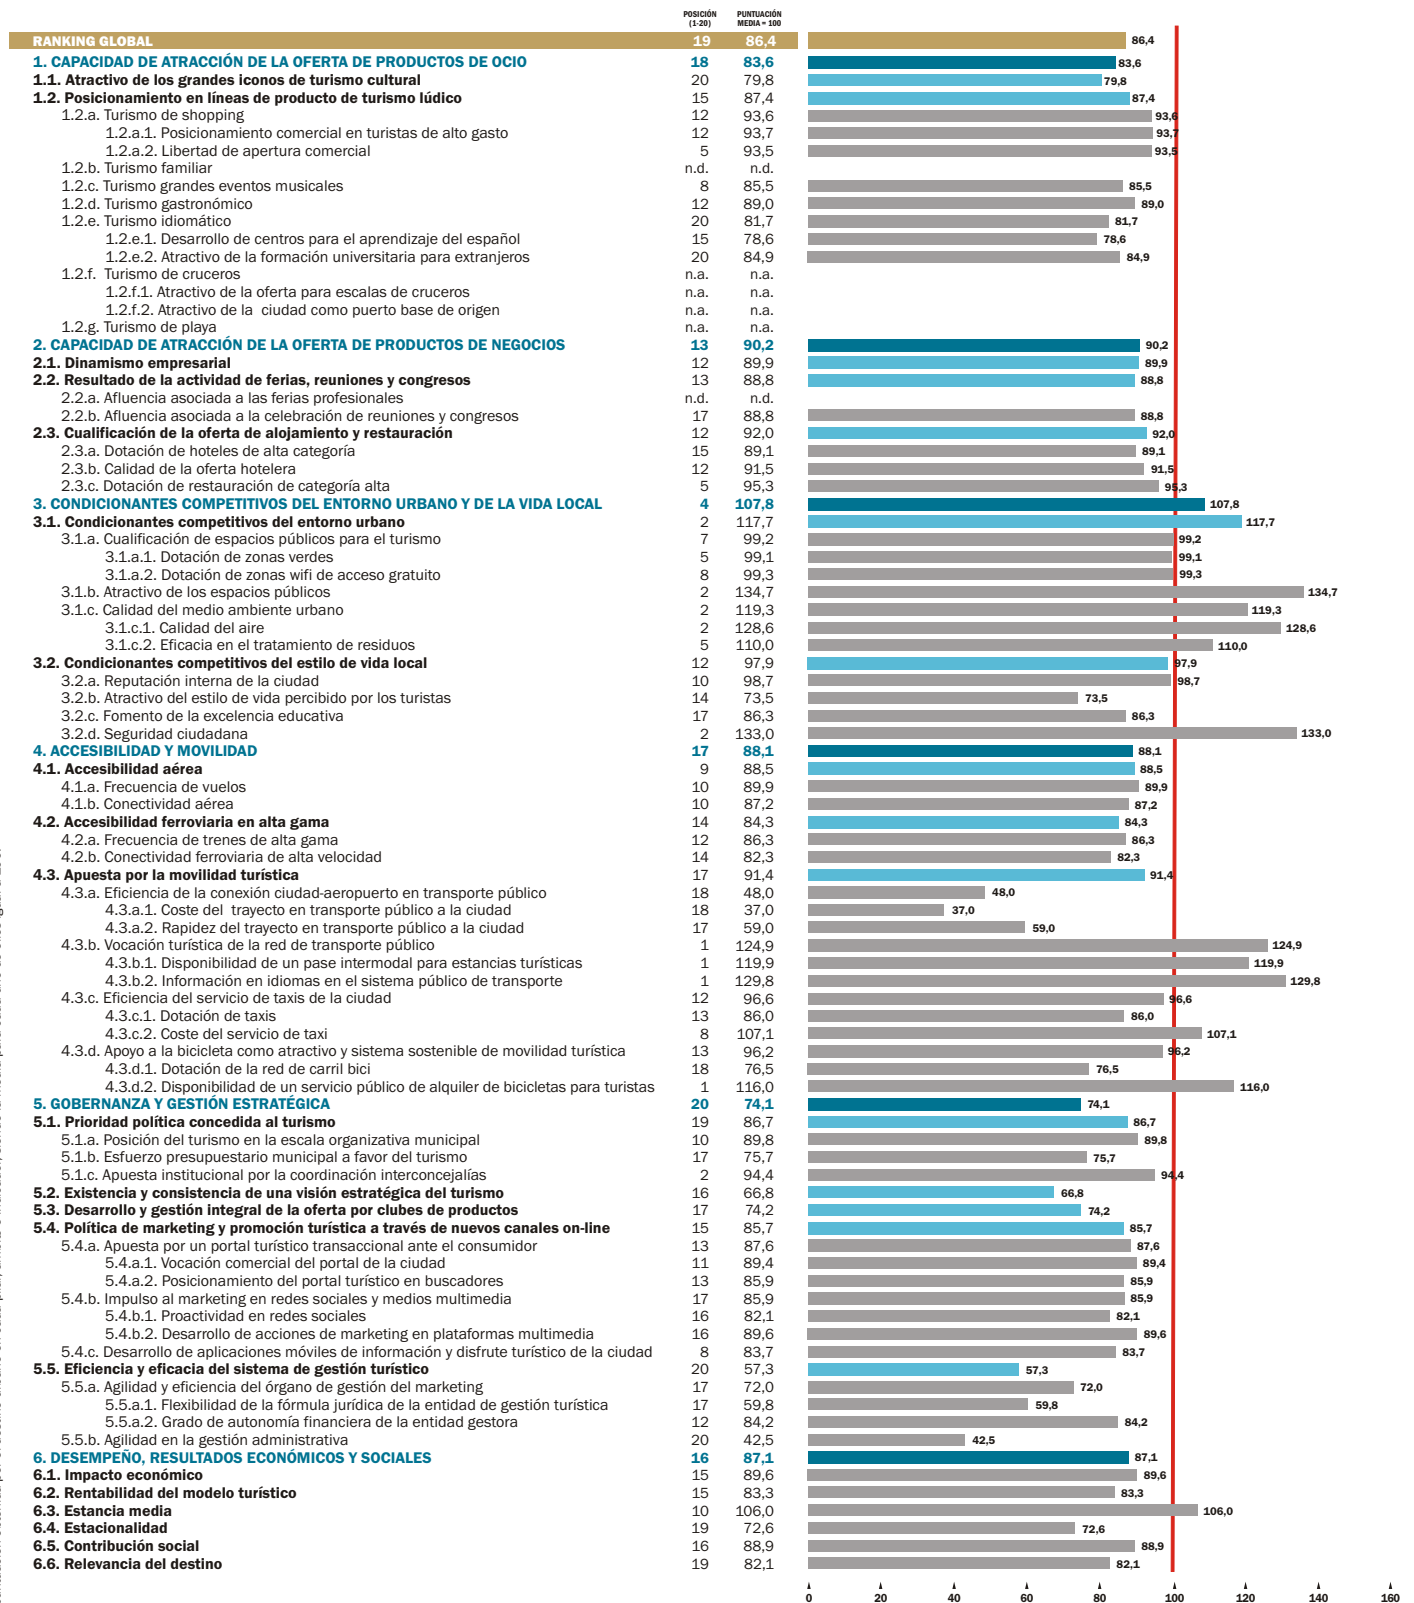 POSICIÓN PUNTUACIÓN
(1-20) MEDIA = 100
RANKING GLOBAL 19 86,4 86,4
1. CAPACIDAD DE ATRACCIÓN DE LA OFERTA DE PRODUCTOS DE OCIO 18 83,6 83,6
1.1. Atractivo de los grandes iconos de turismo cultural 20 79,8 79,8
1.2. Posicionamiento en líneas de producto de turismo lúdico 15 87,4 87,4
1.2.a. Turismo de shopping 12 93,6 93,6
1.2.a.1. Posicionamiento comercial en turistas de alto gasto 12 93,7 93,7
1.2.a.2. Libertad de apertura comercial 5 93,5 93,5
1.2.b. Turismo familiar n.d. n.d.
1.2.c. Turismo grandes eventos musicales 8 85,5 85,5
1.2.d. Turismo gastronómico 12 89,0 89,0
1.2.e. Turismo idiomático 20 81,7 81,7
1.2.e.1. Desarrollo de centros para el aprendizaje del español 15 78,6 78,6
1.2.e.2. Atractivo de la formación universitaria para extranjeros 20 84,9 84,9
1.2.f. Turismo de cruceros n.a. n.a.
1.2.f.1. Atractivo de la oferta para escalas de cruceros n.a. n.a.
1.2.f.2. Atractivo de la ciudad como puerto base de origen n.a. n.a.
1.2.g. Turismo de playa n.a. n.a.
2. CAPACIDAD DE ATRACCIÓN DE LA OFERTA DE PRODUCTOS DE NEGOCIOS 13 90,2 90,2
2.1. Dinamismo empresarial 12 89,9 89,9
2.2. Resultado de la actividad de ferias, reuniones y congresos 13 88,8 88,8
2.2.a. Afluencia asociada a las ferias profesionales n.d. n.d.
2.2.b. Afluencia asociada a la celebración de reuniones y congresos 17 88,8 88,8
2.3. Cualificación de la oferta de alojamiento y restauración 12 92,0 92,0
2.3.a. Dotación de hoteles de alta categoría 15 89,1 89,1
2.3.b. Calidad de la oferta hotelera 12 91,5 91,5
2.3.c. Dotación de restauración de categoría alta 5 95,3 95,3
3. CONDICIONANTES COMPETITIVOS DEL ENTORNO URBANO Y DE LA VIDA LOCAL 4 107,8 107,8
3.1. Condicionantes competitivos del entorno urbano 2 117,7 117,7
3.1.a. Cualificación de espacios públicos para el turismo 7 99,2 99,2
3.1.a.1. Dotación de zonas verdes 5 99,1 99,1
3.1.a.2. Dotación de zonas wifi de acceso gratuito 8 99,3 99,3
3.1.b. Atractivo de los espacios públicos 2 134,7 134,7
3.1.c. Calidad del medio ambiente urbano 2 119,3 119,3
3.1.c.1. Calidad del aire 2 128,6 128,6
3.1.c.2. Eficacia en el tratamiento de residuos 5 110,0 110,0
3.2. Condicionantes competitivos del estilo de vida local 12 97,9 97,9
3.2.a. Reputación interna de la ciudad 10 98,7 98,7
3.2.b. Atractivo del estilo de vida percibido por los turistas 14 73,5 73,5
3.2.c. Fomento de la excelencia educativa 17 86,3 86,3
3.2.d. Seguridad ciudadana 2 133,0 133,0
4. ACCESIBILIDAD Y MOVILIDAD 17 88,1 88,1
4.1. Accesibilidad aérea 9 88,5 88,5
4.1.a. Frecuencia de vuelos 10 89,9 89,9
4.1.b. Conectividad aérea 10 87,2 87,2
4.2. Accesibilidad ferroviaria en alta gama 14 84,3 84,3
4.2.a. Frecuencia de trenes de alta gama 12 86,3 86,3
4.2.b. Conectividad ferroviaria de alta velocidad 14 82,3 82,3
4.3. Apuesta por la movilidad turística 17 91,4 91,4
4.3.a. Eficiencia de la conexión ciudad-aeropuerto en transporte público 18 48,0 48,0
4.3.a.1. Coste del trayecto en transporte público a la ciudad 18 37,0 37,0
4.3.a.2. Rapidez del trayecto en transporte público a la ciudad 17 59,0 59,0
4.3.b. Vocación turística de la red de transporte público 1 124,9 124,9
4.3.b.1. Disponibilidad de un pase intermodal para estancias turísticas 1 119,9 119,9
4.3.b.2. Información en idiomas en el sistema público de transporte 1 129,8 129,8
4.3.c. Eficiencia del servicio de taxis de la ciudad 12 96,6 96,6
4.3.c.1. Dotación de taxis 13 86,0 86,0
4.3.c.2. Coste del servicio de taxi 8 107,1 107,1
4.3.d. Apoyo a la bicicleta como atractivo y sistema sostenible de movilidad turística 13 96,2 96,2
4.3.d.1. Dotación de la red de carril bici 18 76,5 76,5
4.3.d.2. Disponibilidad de un servicio público de alquiler de bicicletas para turistas 1 116,0 116,0
5. GOBERNANZA Y GESTIÓN ESTRATÉGICA 20 74,1 74,1
5.1. Prioridad política concedida al turismo 19 86,7 86,7
5.1.a. Posición del turismo en la escala organizativa municipal 10 89,8 89,8
5.1.b. Esfuerzo presupuestario municipal a favor del turismo 17 75,7 75,7
5.1.c. Apuesta institucional por la coordinación interconcejalías 2 94,4 94,4
5.2. Existencia y consistencia de una visión estratégica del turismo 16 66,8 66,8
5.3. Desarrollo y gestión integral de la oferta por clubes de productos 17 74,2 74,2
5.4. Política de marketing y promoción turística a través de nuevos canales on-line 15 85,7 85,7
5.4.a. Apuesta por un portal turístico transaccional ante el consumidor 13 87,6 87,6
5.4.a.1. Vocación comercial del portal de la ciudad 11 89,4 89,4
5.4.a.2. Posicionamiento del portal turístico en buscadores 13 85,9 85,9
5.4.b. Impulso al marketing en redes sociales y medios multimedia 17 85,9 85,9
5.4.b.1. Proactividad en redes sociales 16 82,1 82,1
5.4.b.2. Desarrollo de acciones de marketing en plataformas multimedia 16 89,6 89,6
5.4.c. Desarrollo de aplicaciones móviles de información y disfrute turístico de la ciudad 8 83,7 83,7
5.5. Eficiencia y eficacia del sistema de gestión turístico 20 57,3 57,3
5.5.a. Agilidad y eficiencia del órgano de gestión del marketing 17 72,0 72,0
5.5.a.1. Flexibilidad de la fórmula jurídica de la entidad de gestión turística 17 59,8 59,8
5.5.a.2. Grado de autonomía financiera de la entidad gestora 12 84,2 84,2
5.5.b. Agilidad en la gestión administrativa 20 42,5 42,5
6. DESEMPEÑO, RESULTADOS ECONÓMICOS Y SOCIALES 16 87,1 87,1
6.1. Impacto económico 15 89,6 89,6
6.2. Rentabilidad del modelo turístico 15 83,3 83,3
6.3. Estancia media 10 106,0 106,0
6.4. Estacionalidad 19 72,6 72,6
6.5. Contribución social 16 88,9 88,9
6.6. Relevancia del destino 19 82,1 82,1
0 20 40 60 80 100 120 140 160